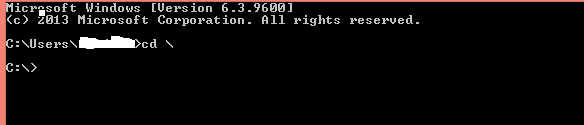 Microsoft Windows [Version 6.3.9600]
(c) 2013 Microsoft Corporation. All rights reserved.
C:\Users\>cd \
C:\>